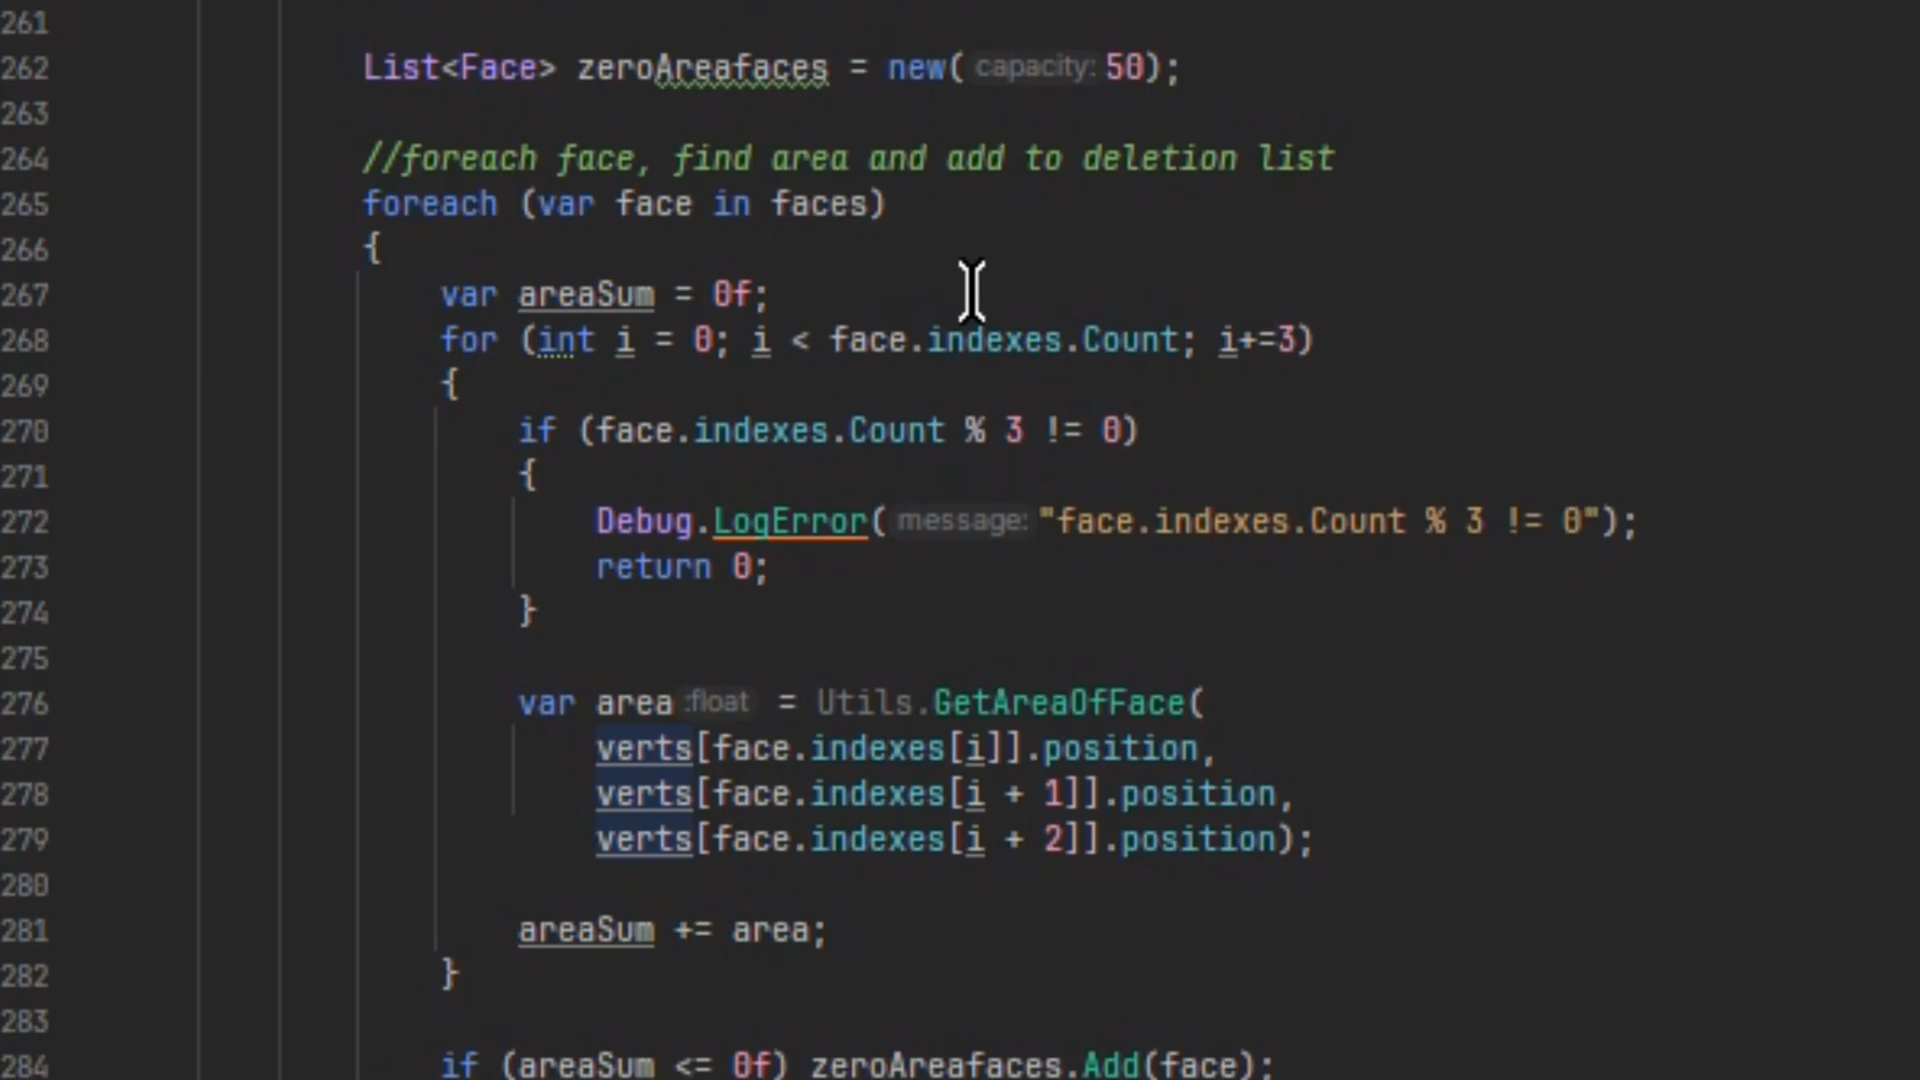 261
262 List<Face> zeroAreafaces = new( capacity: 50);
263
264 //foreach face, find area and add to deletion list
265 foreach (var face in faces)
266 {
267 var areaSum = 0f;
268 for (int i = 0; i < face.indexes.Count; i+=3)
269 {
270 if (face.indexes.Count % 3 != 0)
271 {
272 Debug.LogError( message: "face.indexes.Count % 3 != 0");
273 return 0;
274 }
275
276 var area :float = Utils.GetAreaOfFace(
277 verts[face.indexes[i]].position,
278 verts[face.indexes[i + 1]].position,
279 verts[face.indexes[i + 2]].position);
280
281 areaSum += area;
282 }
283
284 if (areaSum <= 0f) zeroAreafaces.Add(face);